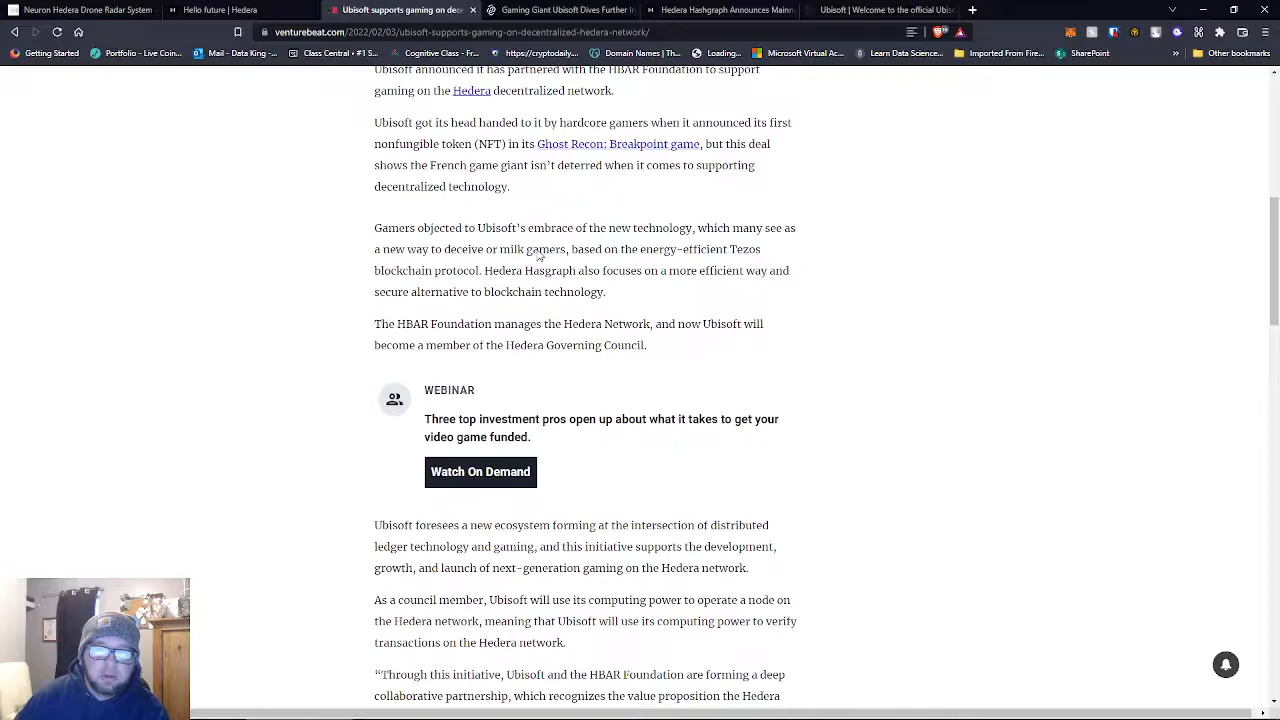 Neuron Hedera Drone Radar System -
Hello future | Hedera
Ubisoft supports gaming on dece
Gaming Giant Ubisoft Dives Further In
Hedera Hashgraph Announces Mainn
Ubisoft | Welcome to the official Ubiso
venturebeat.com/2022/02/03/ubisoft-supports-gaming-on-decentralized-hedera-network/
Getting Started
Portfolio – Live Coin...
Mail – Data King -...
Class Central • #1 S...
Cognitive Class - Fr...
https://cryptodaily...
Domain Names | Th...
Loading...
Microsoft Virtual Ac...
Learn Data Science...
Imported From Fire...
SharePoint
Other bookmarks
Ubisoft announced it has partnered with the HBAR Foundation to support
gaming on the Hedera decentralized network.
Ubisoft got its head handed to it by hardcore gamers when it announced its first
nonfungible token (NFT) in its Ghost Recon: Breakpoint game, but this deal
shows the French game giant isn't deterred when it comes to supporting
decentralized technology.
Gamers objected to Ubisoft's embrace of the new technology, which many see as
a new way to deceive or milk gamers, based on the energy-efficient Tezos
blockchain protocol. Hedera Hasgraph also focuses on a more efficient way and
secure alternative to blockchain technology.
The HBAR Foundation manages the Hedera Network, and now Ubisoft will
become a member of the Hedera Governing Council.
WEBINAR
Three top investment pros open up about what it takes to get your
video game funded.
Watch On Demand
Ubisoft foresees a new ecosystem forming at the intersection of distributed
ledger technology and gaming, and this initiative supports the development,
growth, and launch of next-generation gaming on the Hedera network.
As a council member, Ubisoft will use its computing power to operate a node on
the Hedera network, meaning that Ubisoft will use its computing power to verify
transactions on the Hedera network.
“Through this initiative, Ubisoft and the HBAR Foundation are forming a deep
collaborative partnership, which recognizes the value proposition the Hedera